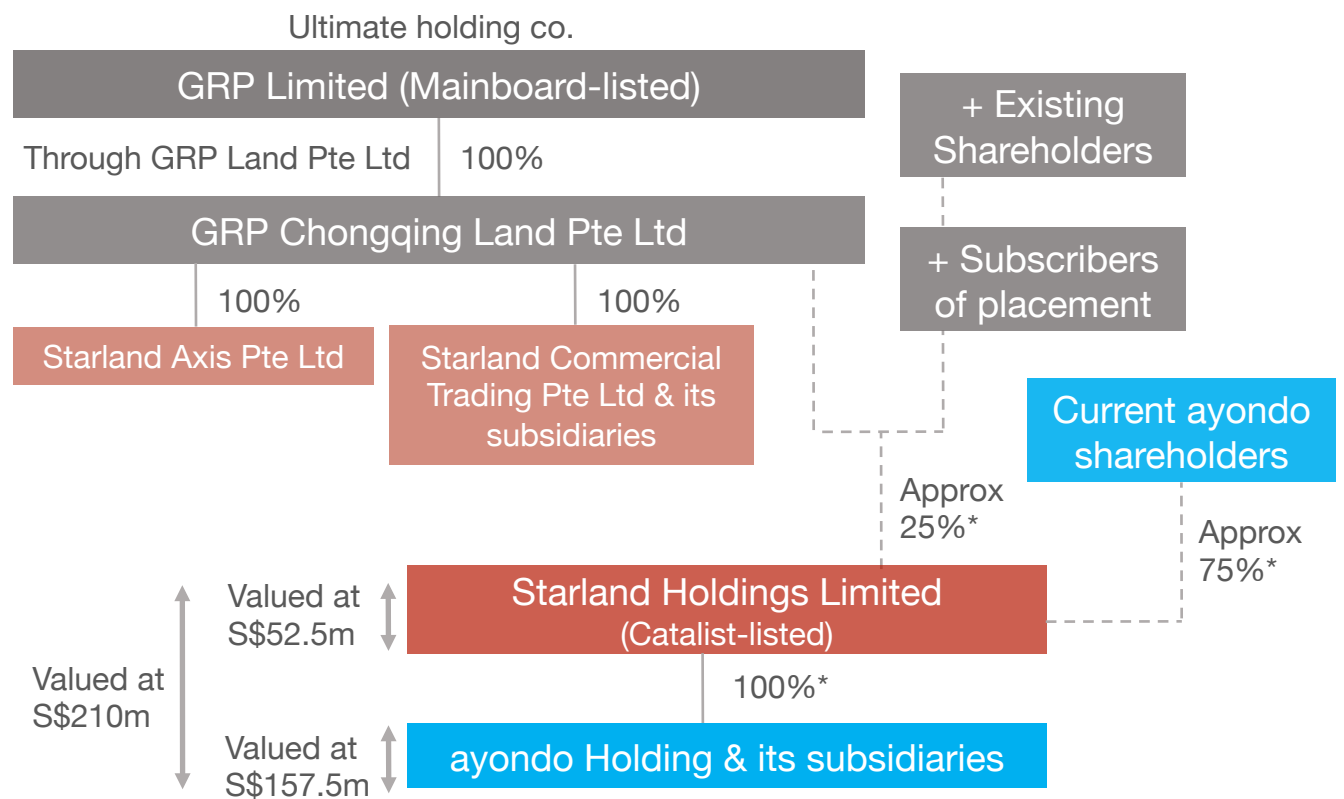 Ultimate holding co.
GRP Limited (Mainboard-listed)
Through GRP Land Pte Ltd
100%
GRP Chongqing Land Pte Ltd
100%
100%
Starland Axis Pte Ltd
Starland Commercial
Trading Pte Ltd & its
subsidiaries
+ Existing
Shareholders
+ Subscribers
of placement
Current ayondo
shareholders
Approx
25%*
Approx
75%*
Starland Holdings Limited
(Catalist-listed)
Valued at
S$52.5m
Valued at
S$210m
100%*
Valued at
S$157.5m
ayondo Holding & its subsidiaries